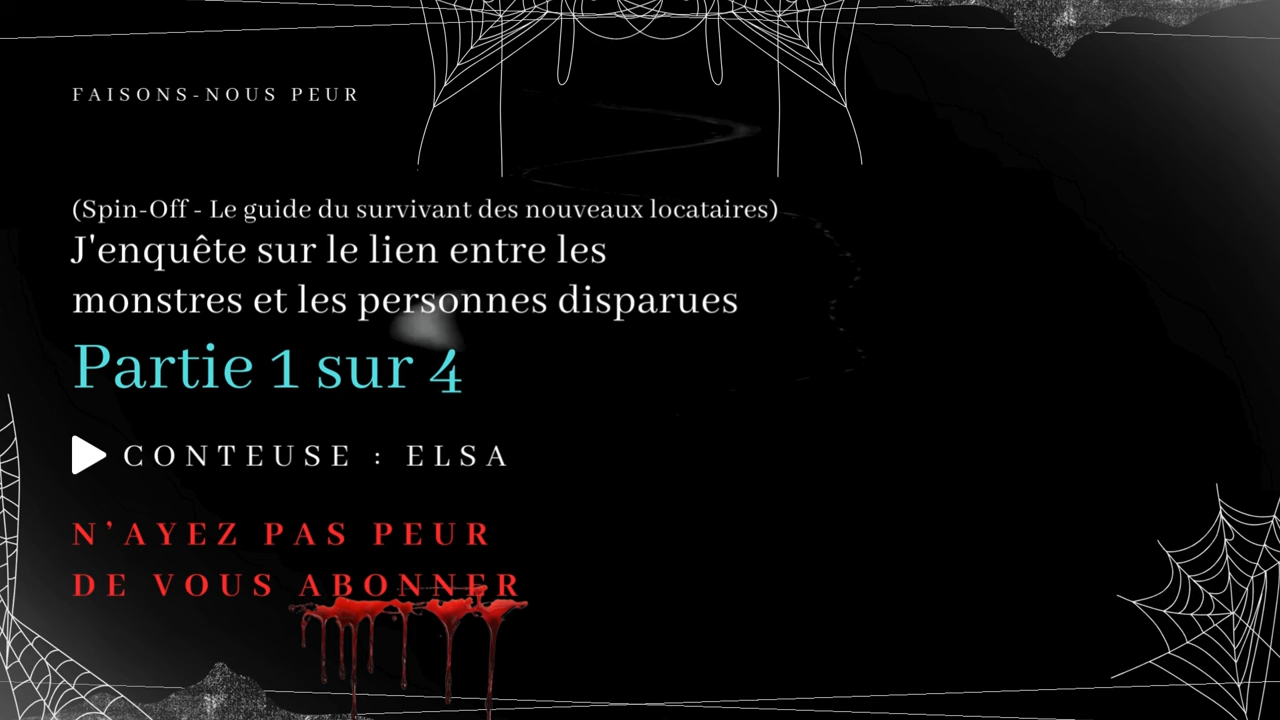 FAISONS-NOUS PEUR
(Spin-Off - Le guide du survivant des nouveaux locataires)
J'enquête sur le lien entre les
monstres et les personnes disparues
Partie 1 sur 4
CONTEUSE : ELSA
N'AYEZ PAS PEUR
DE VOUS ABONNER